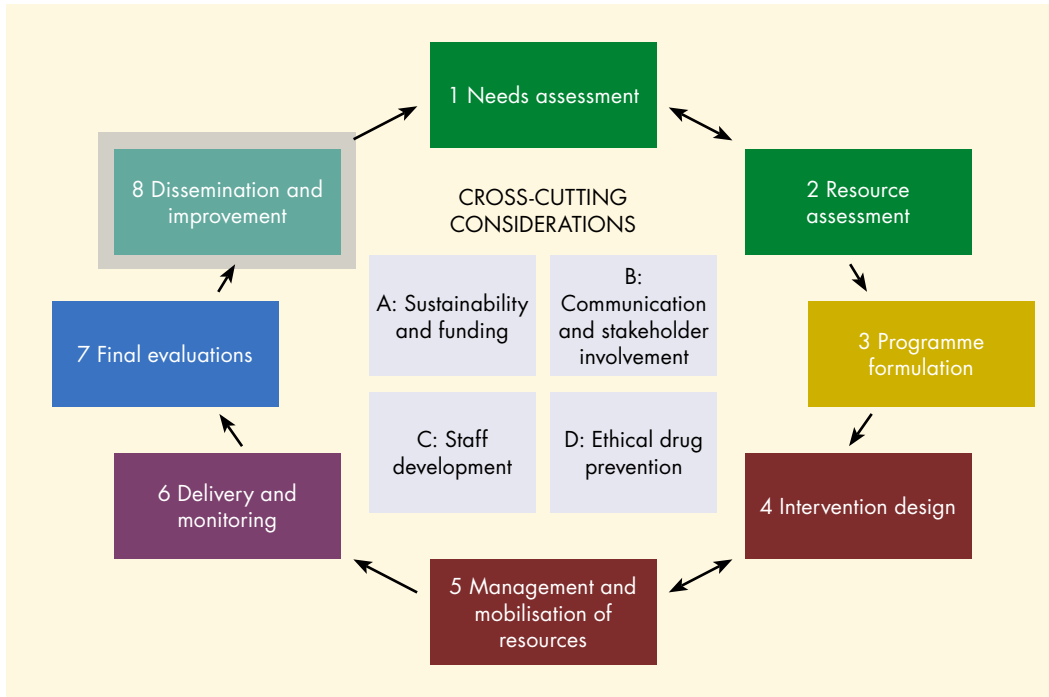 1 Needs assessment
2 Resource
assessment
3 Programme
formulation
4 Intervention design
5 Management and
mobilisation of
resources
6 Delivery and
monitoring
7 Final evaluations
8 Dissemination and
improvement
CROSS-CUTTING
CONSIDERATIONS
A: Sustainability
and funding
B:
Communication
and stakeholder
involvement
C: Staff
development
D: Ethical drug
prevention